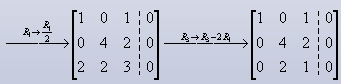 R₁→R₁/2 [1 0 1 | 0] R₃→R₃−2R₁ [1 0 1 | 0]
[0 4 2 | 0] [0 4 2 | 0]
[2 2 3 | 0] [0 2 1 | 0]